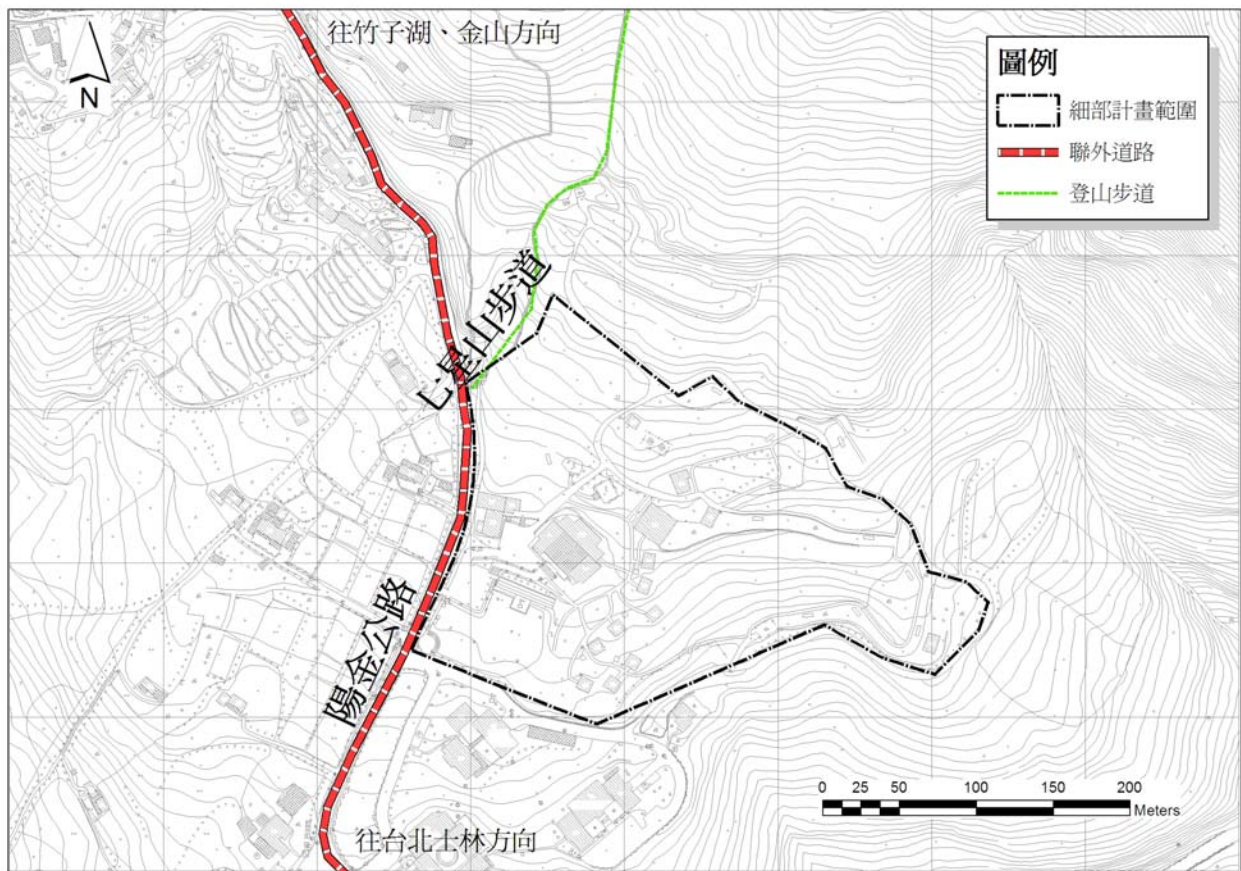 往竹子湖、金山方向
N
圖例
細部計畫範圍
聯外道路
登山步道
七星山步道
陽金公路
0 25 50 100 150 200
Meters
往台北士林方向